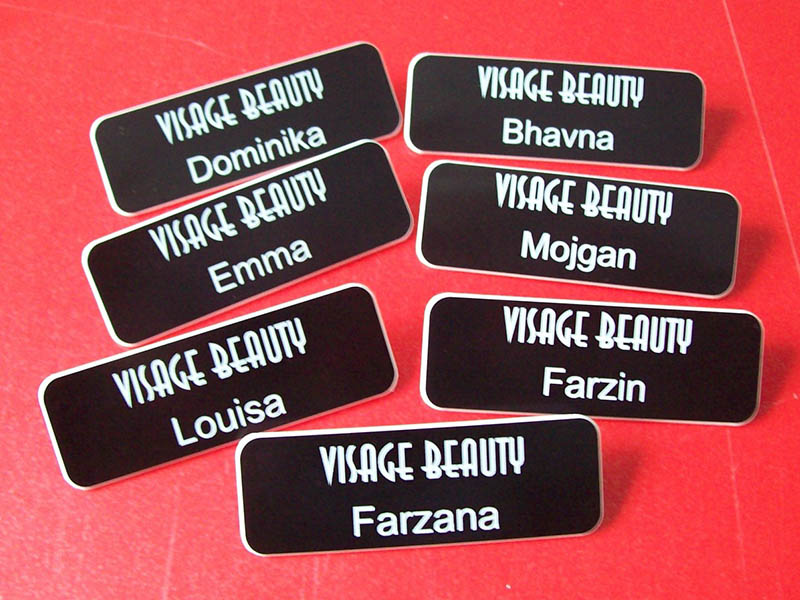 VISAGE BEAUTY
Dominika
VISAGE BEAUTY
Bhavna
VISAGE BEAUTY
Emma
VISAGE BEAUTY
Mojgan
VISAGE BEAUTY
Louisa
VISAGE BEAUTY
Farzin
VISAGE BEAUTY
Farzana